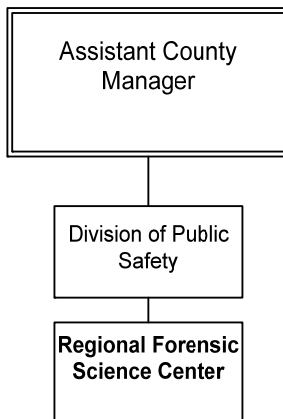 Assistant County
Manager
Division of Public
Safety
Regional Forensic
Science Center